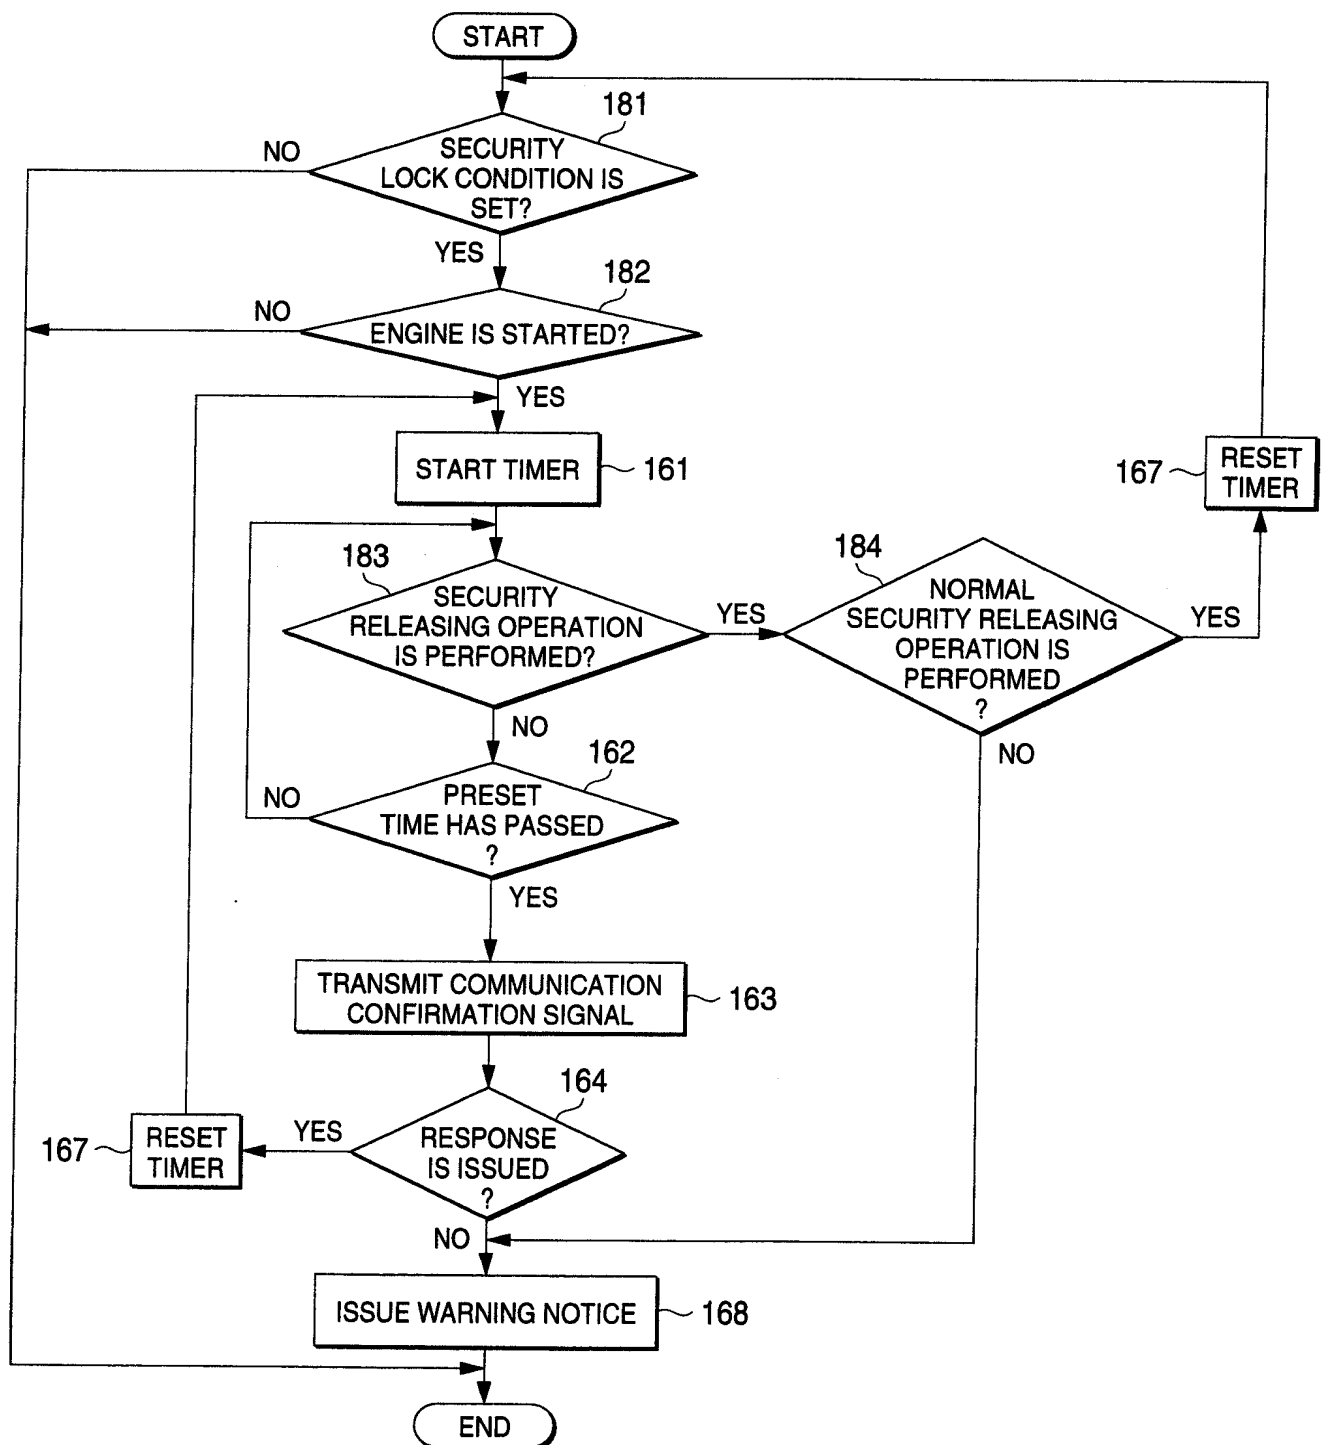 START
181
SECURITY
LOCK CONDITION IS
SET?
NO
YES
182
ENGINE IS STARTED?
NO
YES
START TIMER
161
167
RESET
TIMER
183
SECURITY
RELEASING OPERATION
IS PERFORMED?
YES
NO
184
NORMAL
SECURITY RELEASING
OPERATION IS
PERFORMED
?
YES
NO
162
PRESET
TIME HAS PASSED
?
NO
YES
TRANSMIT COMMUNICATION
CONFIRMATION SIGNAL
163
164
RESPONSE
IS ISSUED
?
YES
167
RESET
TIMER
NO
ISSUE WARNING NOTICE
168
END